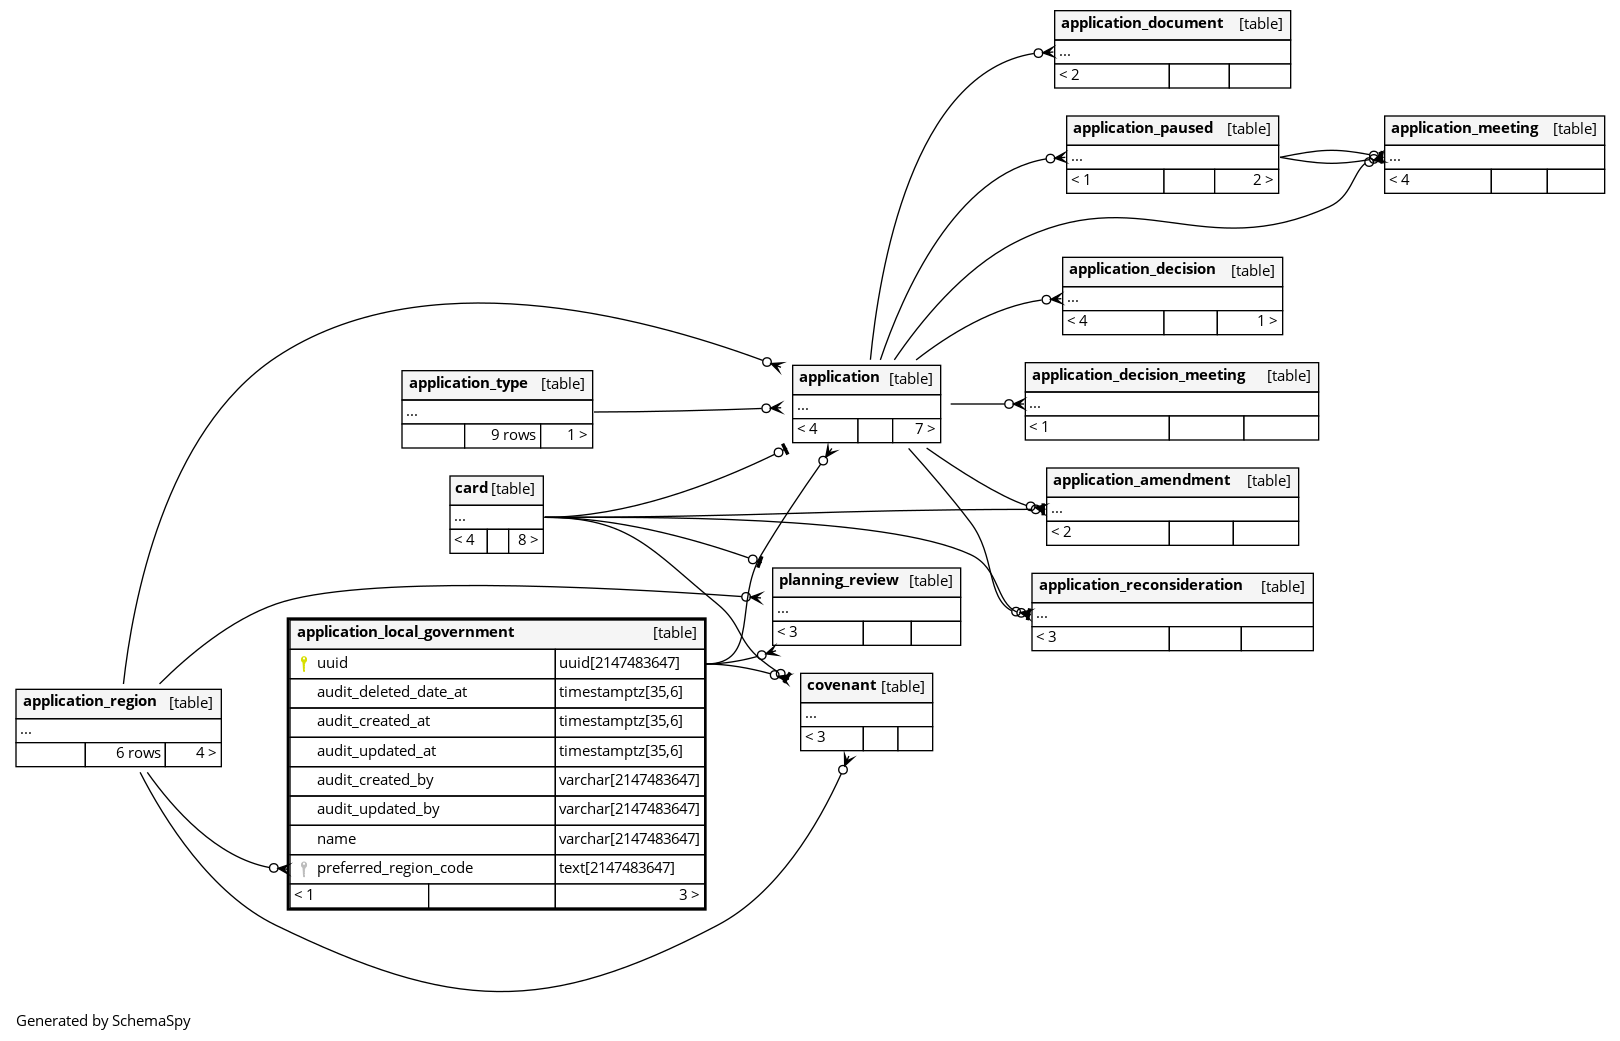 application_document [table]
...
< 2
application_paused [table]
...
< 1 2 >
application_meeting [table]
...
< 4
application_decision [table]
...
< 4 1 >
application_type [table]
...
9 rows 1 >
application [table]
...
< 4 7 >
application_decision_meeting [table]
...
< 1
card [table]
...
< 4 8 >
application_amendment [table]
...
< 2
planning_review [table]
...
< 3
application_reconsideration [table]
...
< 3
application_local_government [table]
uuid uuid[2147483647]
audit_deleted_date_at timestamptz[35,6]
audit_created_at timestamptz[35,6]
audit_updated_at timestamptz[35,6]
audit_created_by varchar[2147483647]
audit_updated_by varchar[2147483647]
name varchar[2147483647]
preferred_region_code text[2147483647]
< 1 3 >
application_region [table]
...
6 rows 4 >
covenant [table]
...
< 3
Generated by SchemaSpy